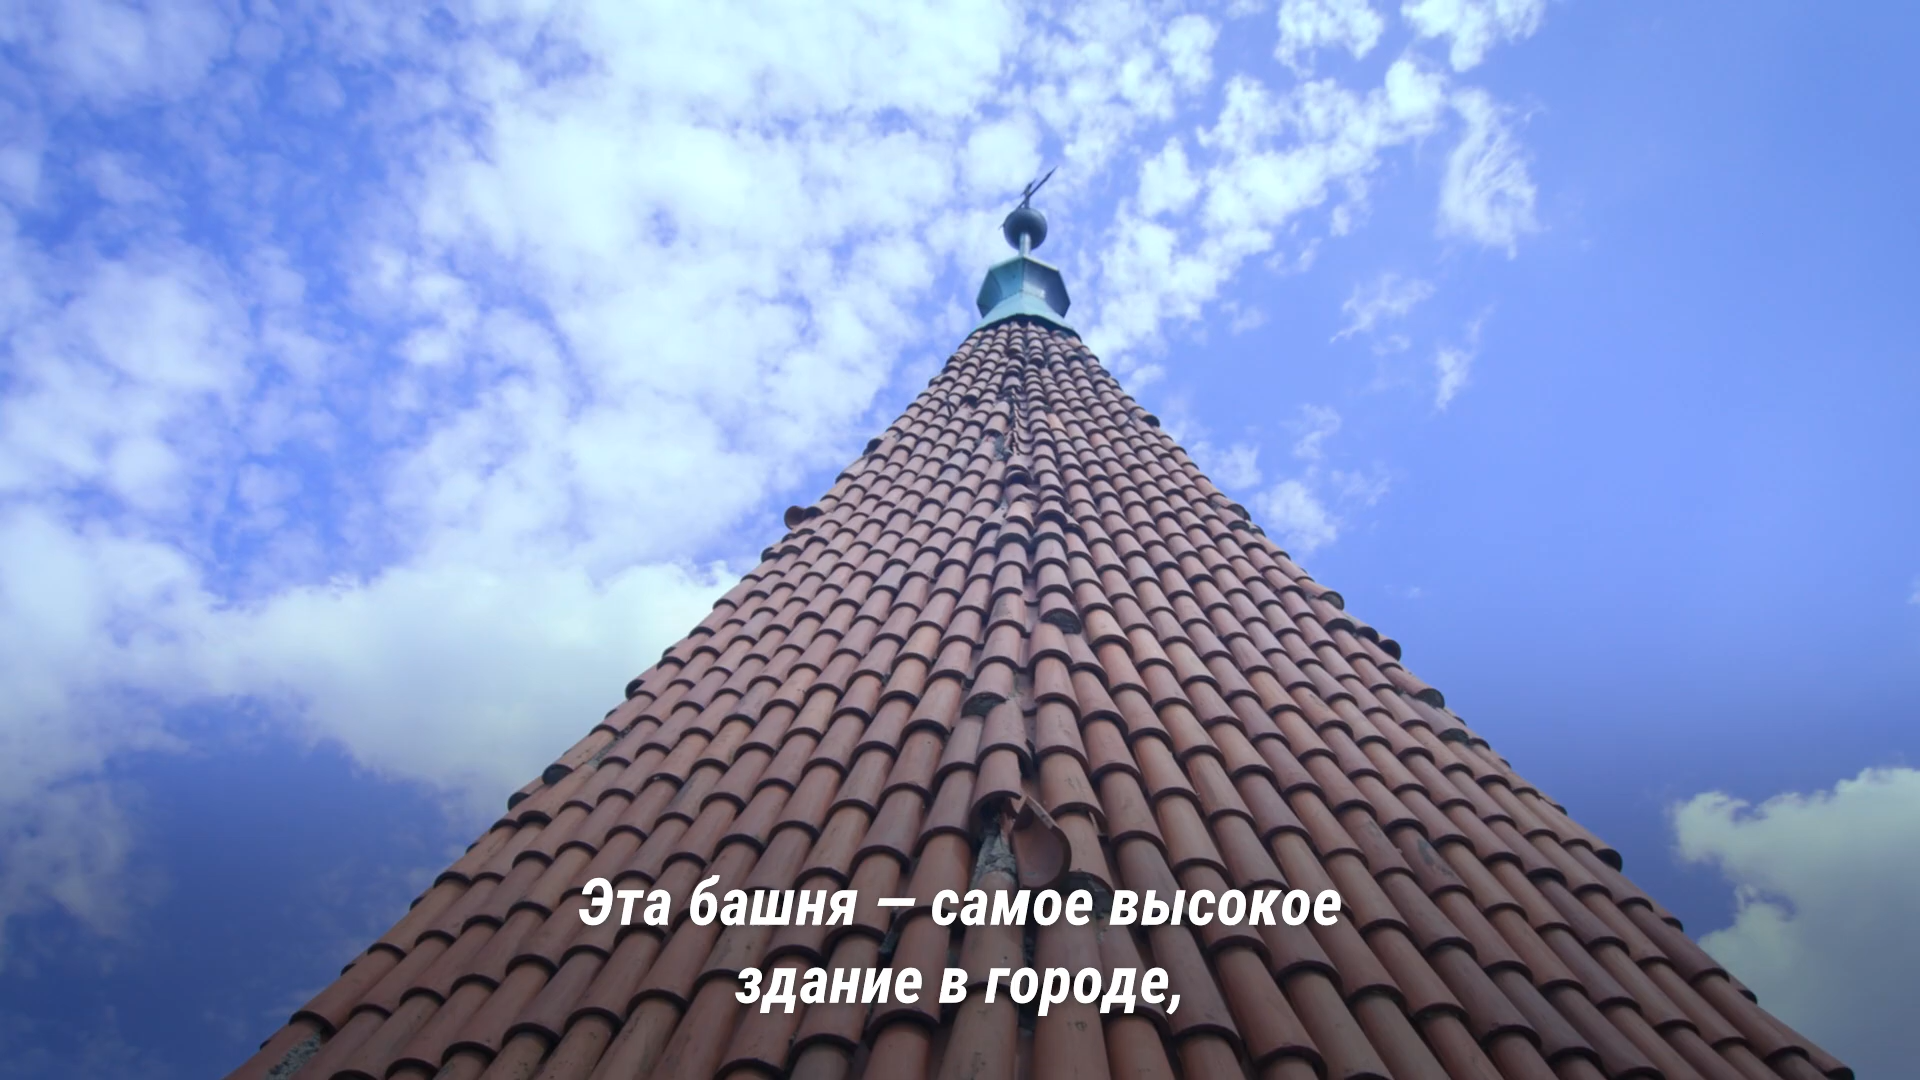 Эта башня — самое высокое
здание в городе,